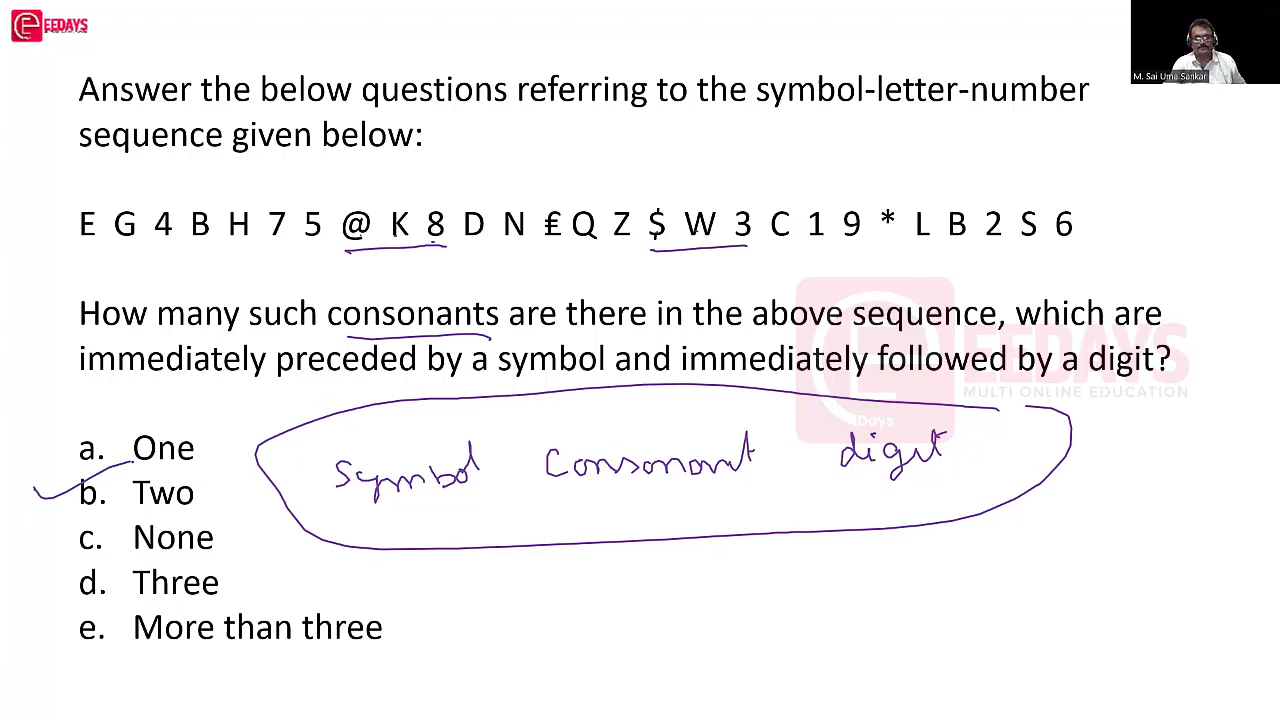 EEDAYS
M. Sai Uma Sankar
Answer the below questions referring to the symbol-letter-number
sequence given below:
E G 4 B H 7 5 @ K 8 D N £ Q Z $ W 3 C 1 9 * L B 2 S 6
How many such consonants are there in the above sequence, which are
immediately preceded by a symbol and immediately followed by a digit?
EEDAYS
MULTI ONLINE EDUCATION
Days
a. One
Symbol Consonant digit
b. Two
c. None
d. Three
e. More than three